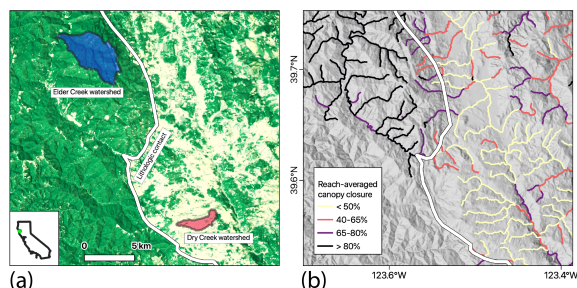 Elder Creek watershed
Lithologic contact
Dry Creek watershed
0 5 km
(a)
39.7°N
39.6°N
Reach-averaged
canopy closure
< 50%
40-65%
65-80%
> 80%
123.6°W
123.4°W
(b)